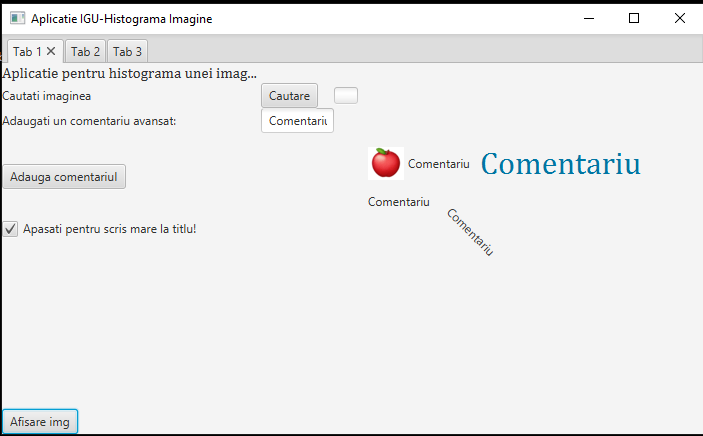 Aplicatie IGU-Histograma Imagine
Tab 1 Tab 2 Tab 3
Aplicatie pentru histograma unei imag...
Cautati imaginea Cautare
Adaugati un comentariu avansat: Comentariu
Comentariu Comentariu
Adauga comentariul
Comentariu
Comentariu
Apasati pentru scris mare la titlu!
Afisare img